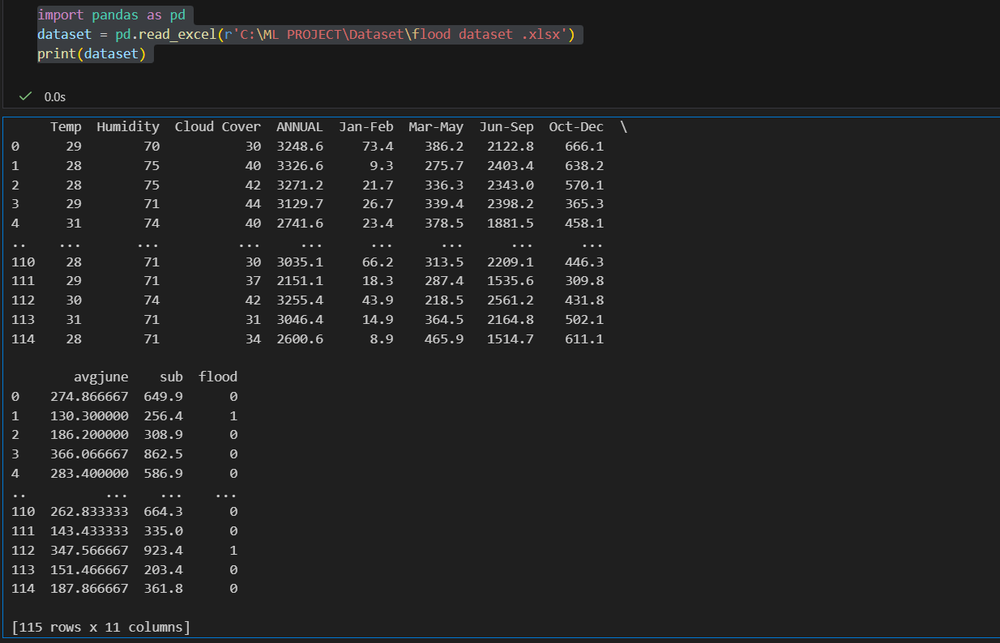 import pandas as pd
dataset = pd.read_excel(r'C:\ML PROJECT\Dataset\flood dataset .xlsx')
print(dataset)
0.0s
Temp Humidity Cloud Cover ANNUAL Jan-Feb Mar-May Jun-Sep Oct-Dec \
0 29 70 30 3248.6 73.4 386.2 2122.8 666.1
1 28 75 40 3326.6 9.3 275.7 2403.4 638.2
2 28 75 42 3271.2 21.7 336.3 2343.0 570.1
3 29 71 44 3129.7 26.7 339.4 2398.2 365.3
4 31 74 40 2741.6 23.4 378.5 1881.5 458.1
.. ... ... ... ... ... ... ... ...
110 28 71 30 3035.1 66.2 313.5 2209.1 446.3
111 29 71 37 2151.1 18.3 287.4 1535.6 309.8
112 30 74 42 3255.4 43.9 218.5 2561.2 431.8
113 31 71 31 3046.4 14.9 364.5 2164.8 502.1
114 28 71 34 2600.6 8.9 465.9 1514.7 611.1
avgjune sub flood
0 274.866667 649.9 0
1 130.300000 256.4 1
2 186.200000 308.9 0
3 366.066667 862.5 0
4 283.400000 586.9 0
.. ... ... ...
110 262.833333 664.3 0
111 143.433333 335.0 0
112 347.566667 923.4 1
113 151.466667 203.4 0
114 187.866667 361.8 0
[115 rows x 11 columns]